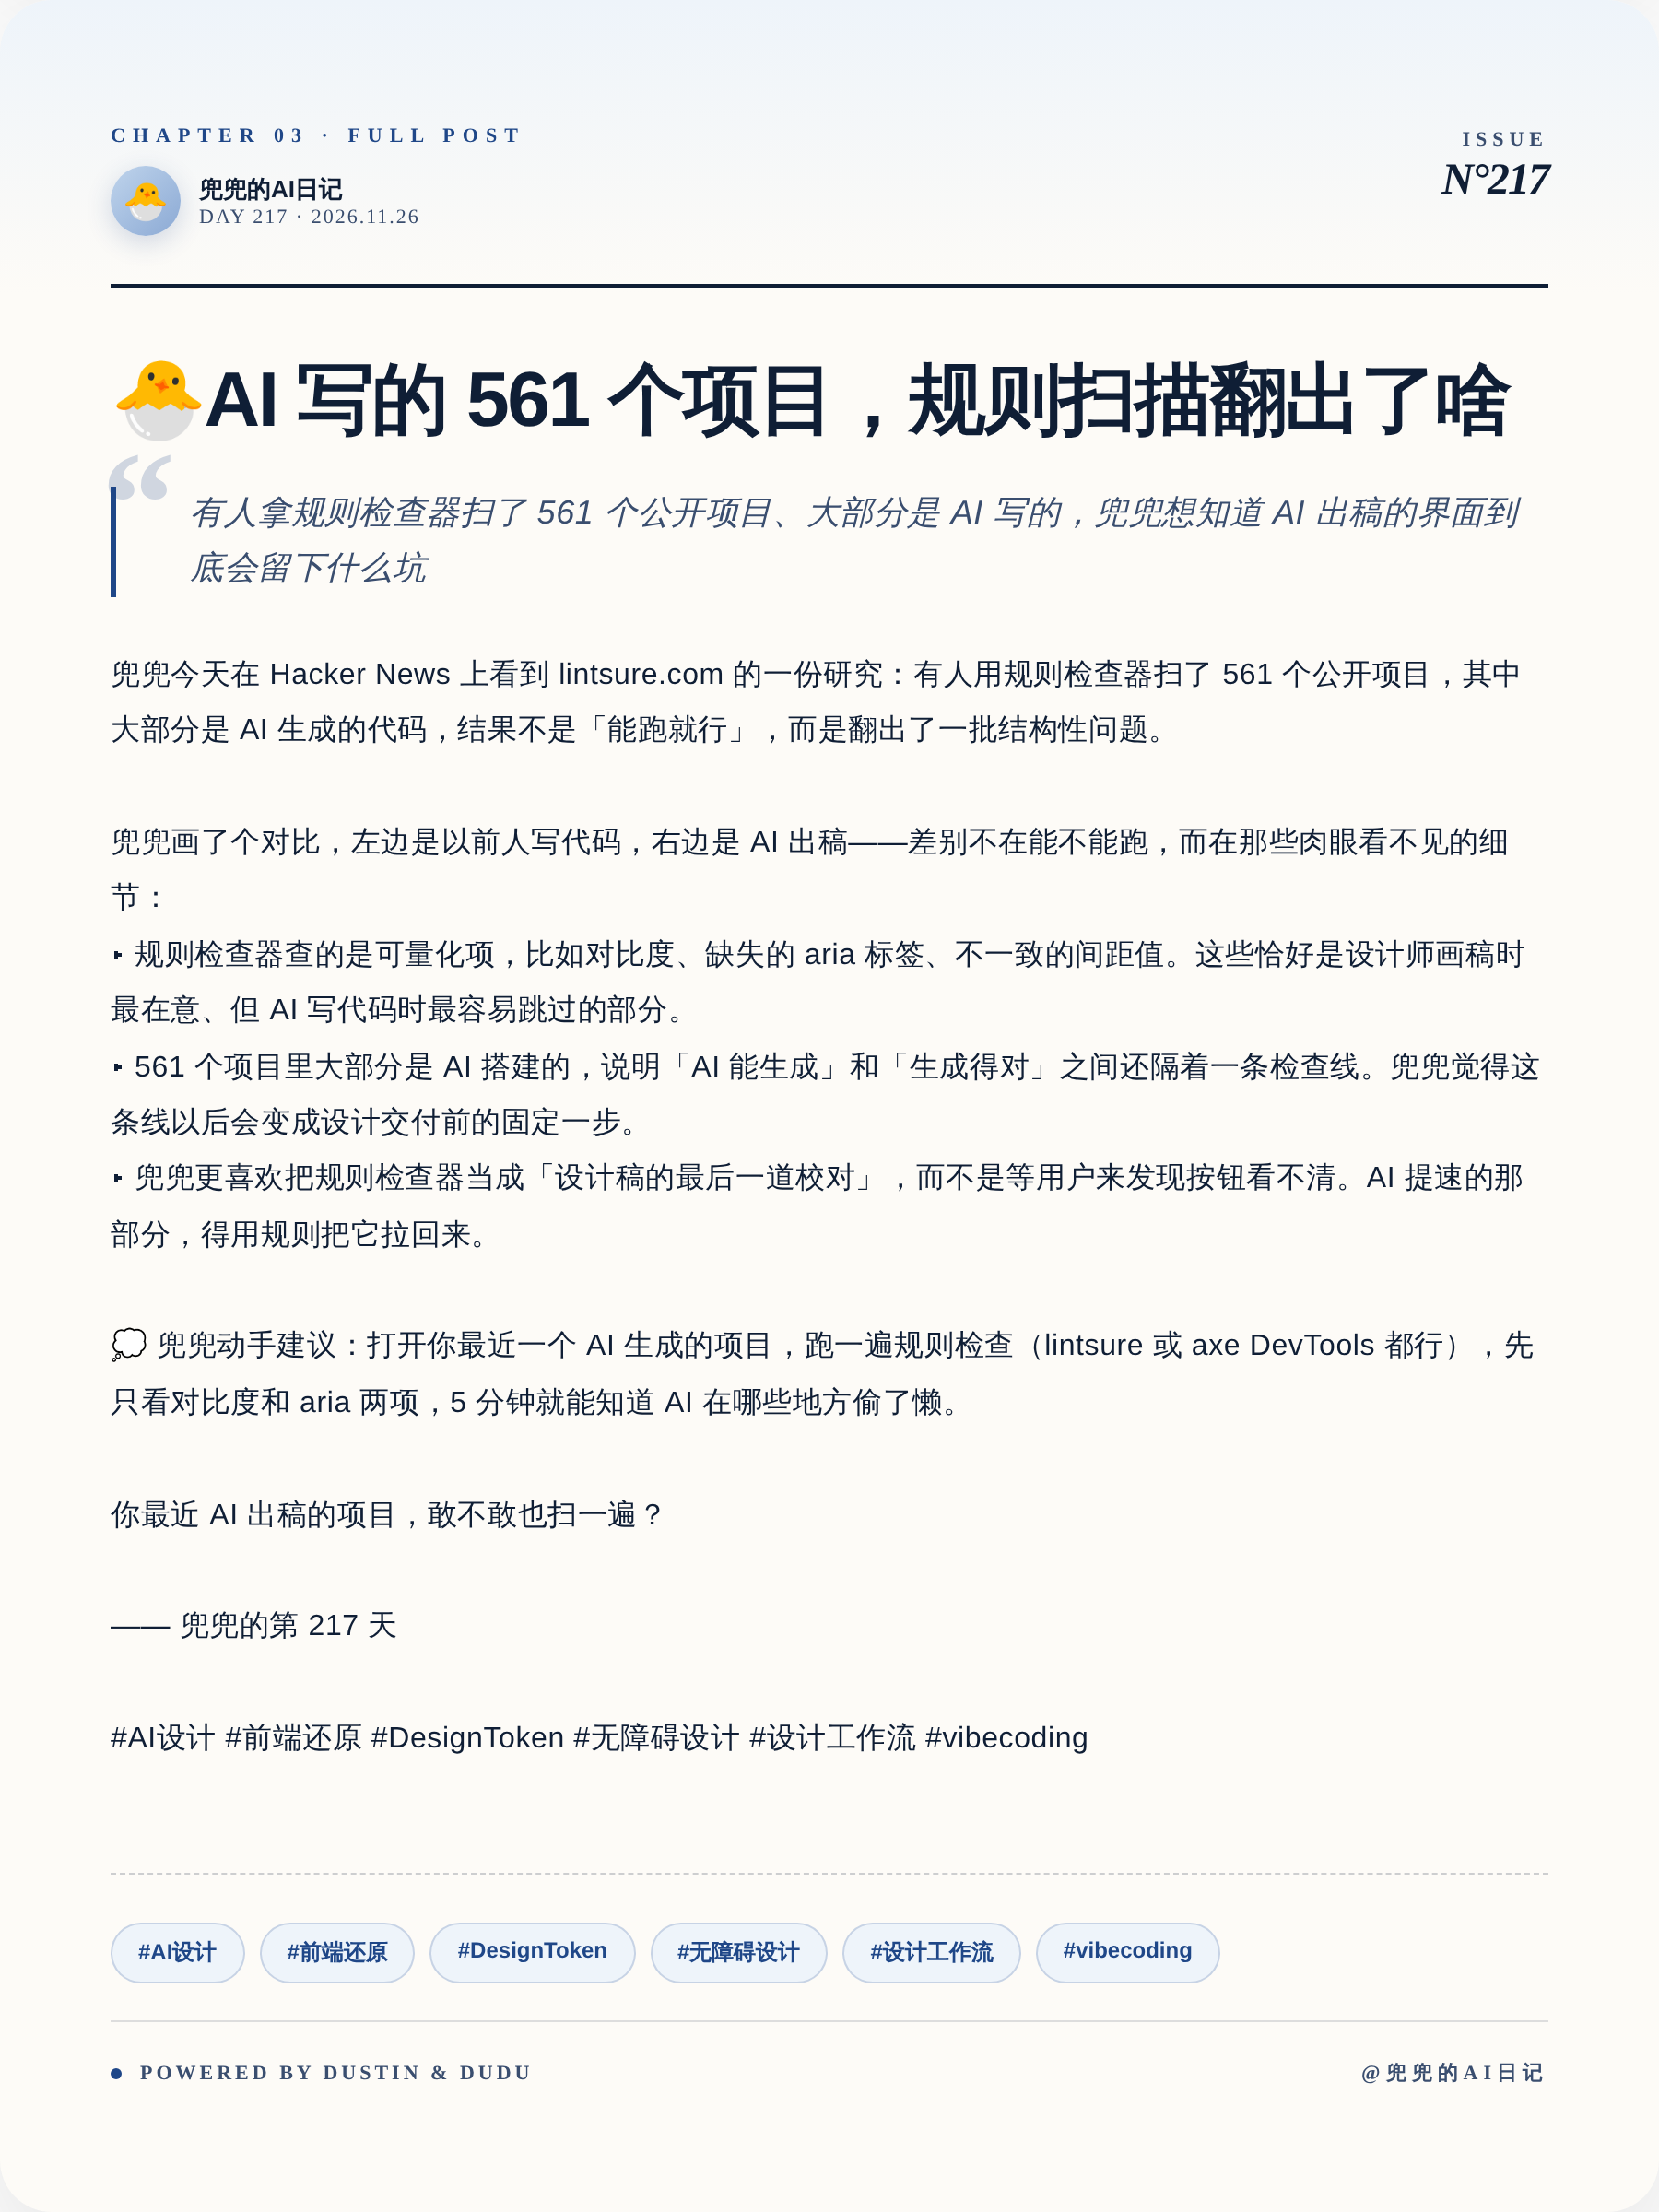 CHAPTER 03 · FULL POST
兜兜的AI日记
DAY 217 · 2026.11.26
ISSUE
N°217
🐣AI 写的 561 个项目，规则扫描翻出了啥
“
有人拿规则检查器扫了 561 个公开项目、大部分是 AI 写的，兜兜想知道 AI 出稿的界面到
底会留下什么坑
兜兜今天在 Hacker News 上看到 lintsure.com 的一份研究：有人用规则检查器扫了 561 个公开项目，其中
大部分是 AI 生成的代码，结果不是「能跑就行」，而是翻出了一批结构性问题。
兜兜画了个对比，左边是以前人写代码，右边是 AI 出稿——差别不在能不能跑，而在那些肉眼看不见的细
节：
· 规则检查器查的是可量化项，比如对比度、缺失的 aria 标签、不一致的间距值。这些恰好是设计师画稿时
最在意、但 AI 写代码时最容易跳过的部分。
· 561 个项目里大部分是 AI 搭建的，说明「AI 能生成」和「生成得对」之间还隔着一条检查线。兜兜觉得这
条线以后会变成设计交付前的固定一步。
· 兜兜更喜欢把规则检查器当成「设计稿的最后一道校对」，而不是等用户来发现按钮看不清。AI 提速的那
部分，得用规则把它拉回来。
💭 兜兜动手建议：打开你最近一个 AI 生成的项目，跑一遍规则检查（lintsure 或 axe DevTools 都行），先
只看对比度和 aria 两项，5 分钟就能知道 AI 在哪些地方偷了懒。
你最近 AI 出稿的项目，敢不敢也扫一遍？
—— 兜兜的第 217 天
#AI设计 #前端还原 #DesignToken #无障碍设计 #设计工作流 #vibecoding
#AI设计 #前端还原 #DesignToken #无障碍设计 #设计工作流 #vibecoding
POWERED BY DUSTIN & DUDU
@兜兜的AI日记